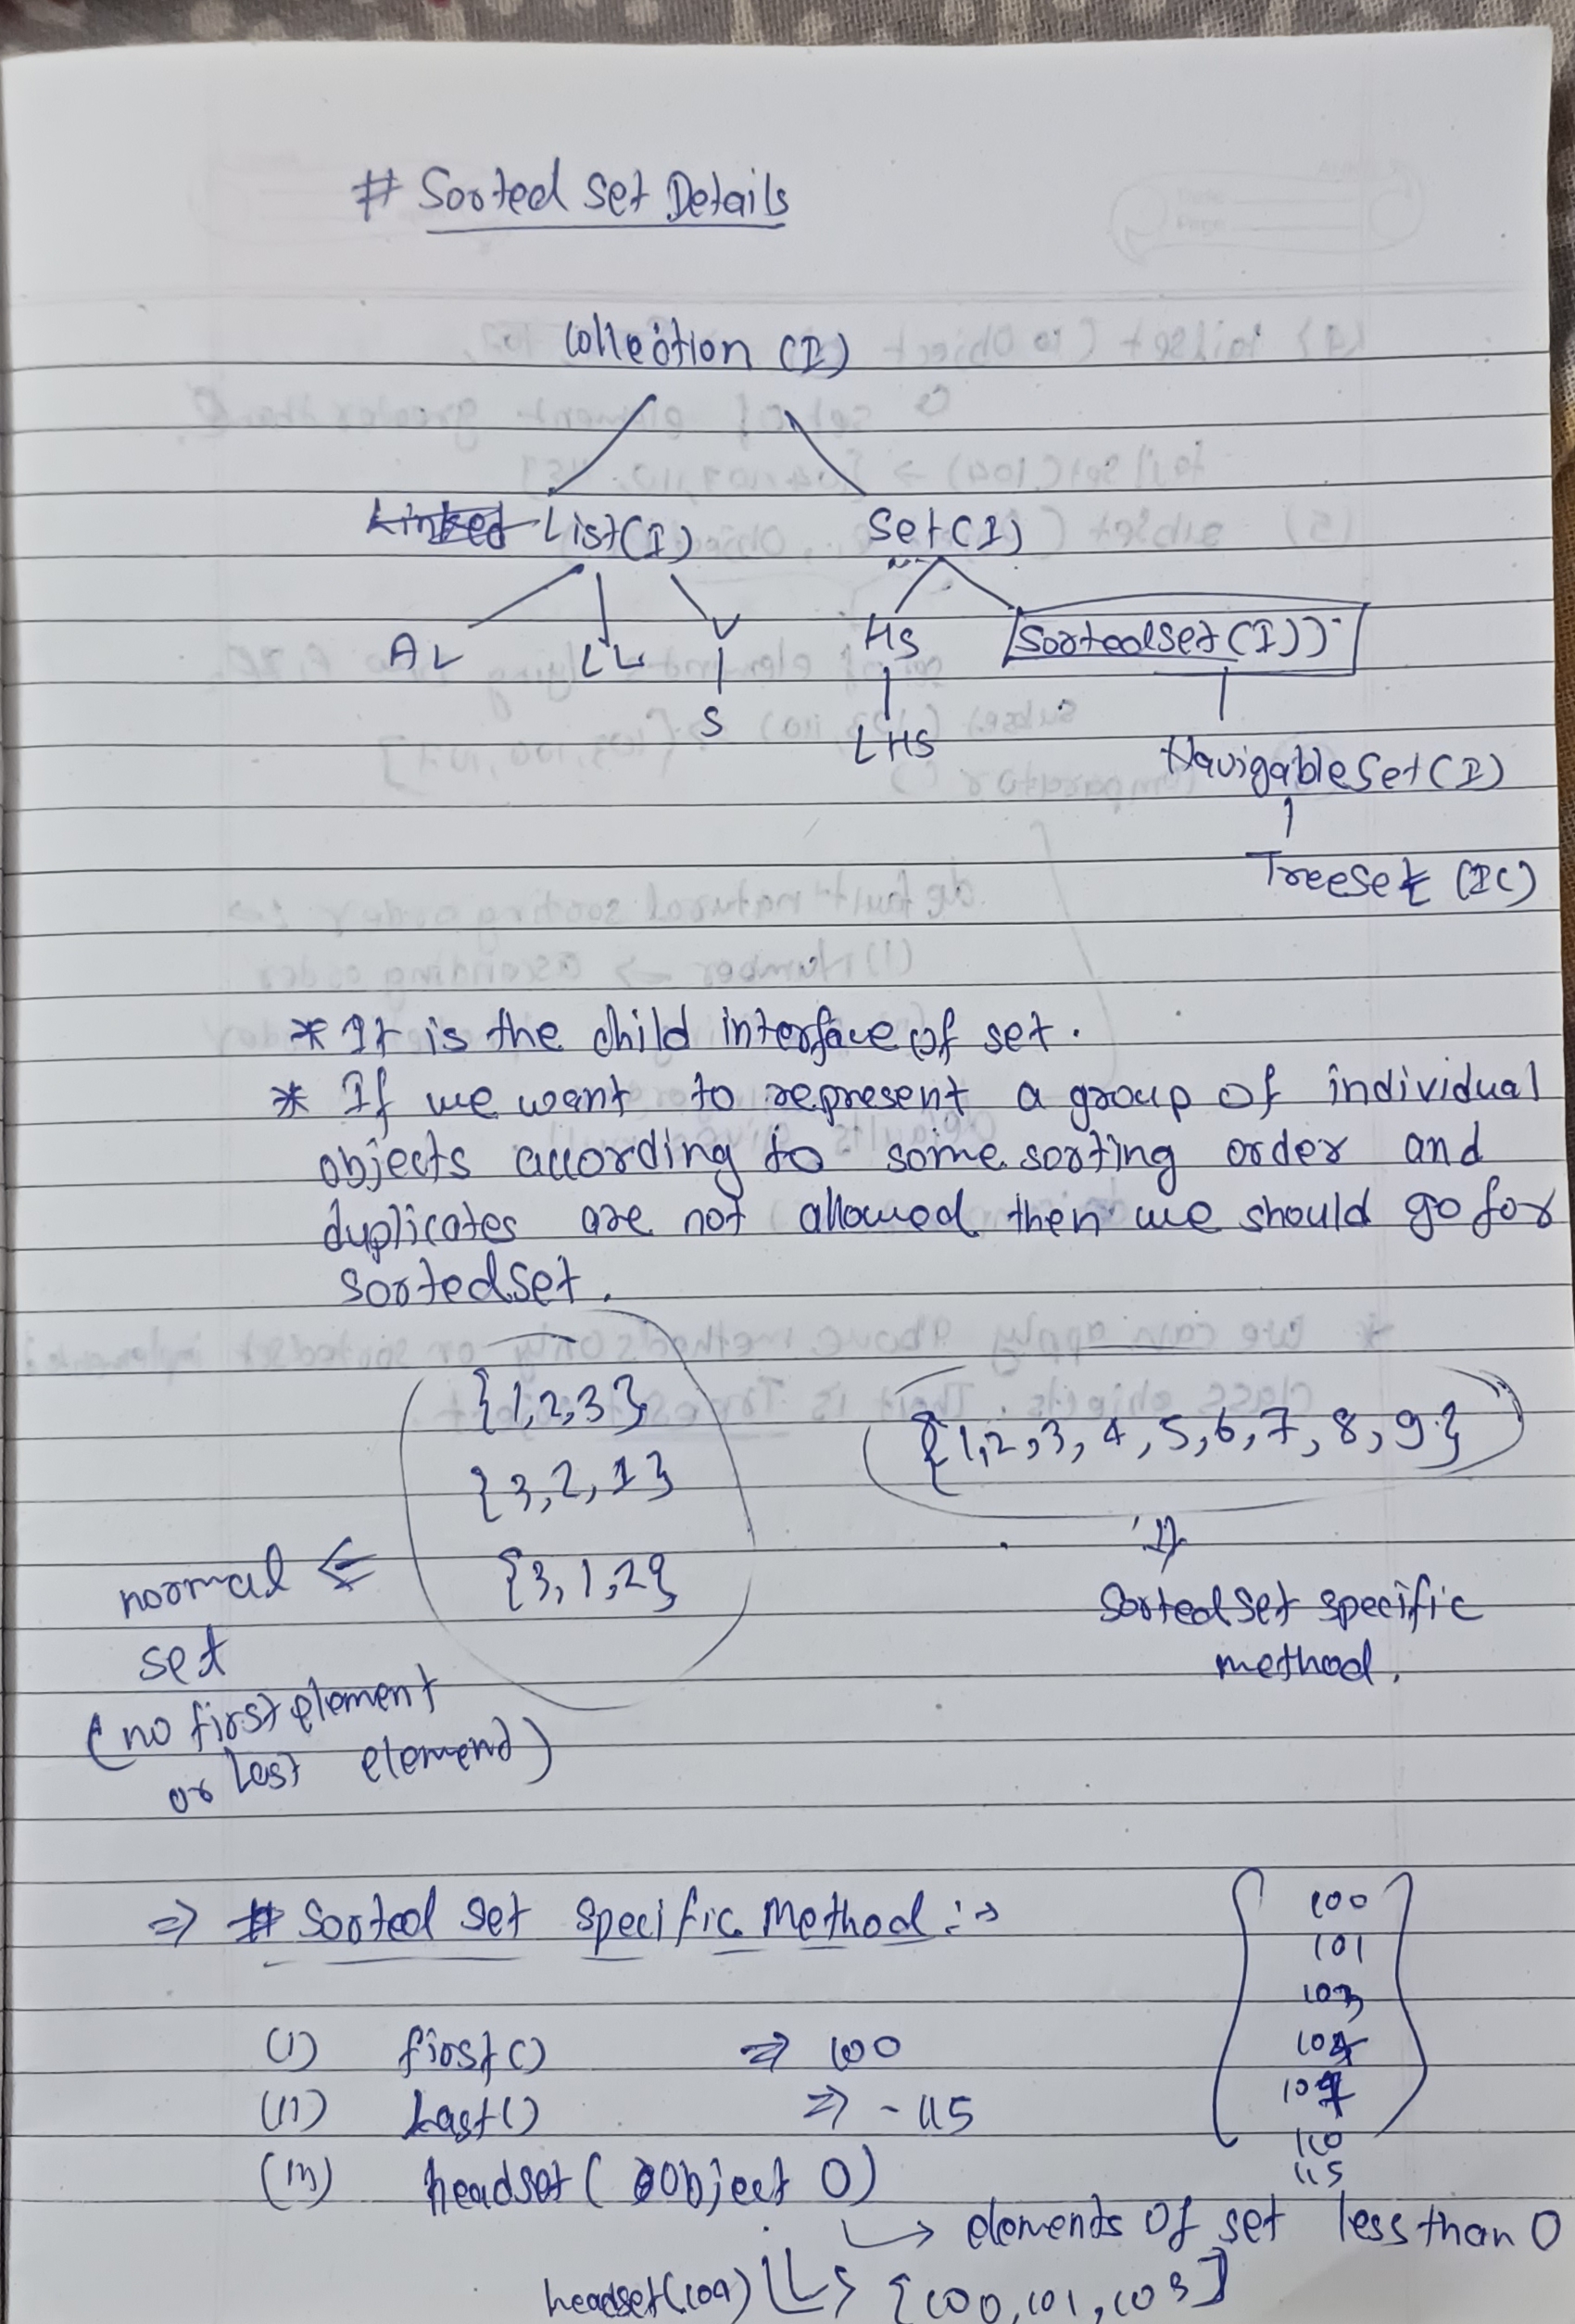 # Sorted Set Details
Collection (I)
Linked List(I) Set(I)
AL LL V HS SortedSet(I))
S LHS
NavigableSet(I)
TreeSet (IC)
* It is the child interface of set.
* If we want to represent a group of individual
objects according to some sorting order and
duplicates are not allowed then we should go for
sortedset.
{1,2,3}
{1,2,3,4,5,6,7,8,9}
{3,2,1}
{3,1,2}
normal ⇐
set
(no first element
or last element)
⇓
Sorted Set specific
method.
⇒ # Sorted set specific Method :→
100
101
103
104
107
110
115
(I) first() ⇒ 100
(II) Last() ⇒ -115
(III) headset( Object O)
↳ elements of set less than O
headset(104) ↳ {100,101,103}